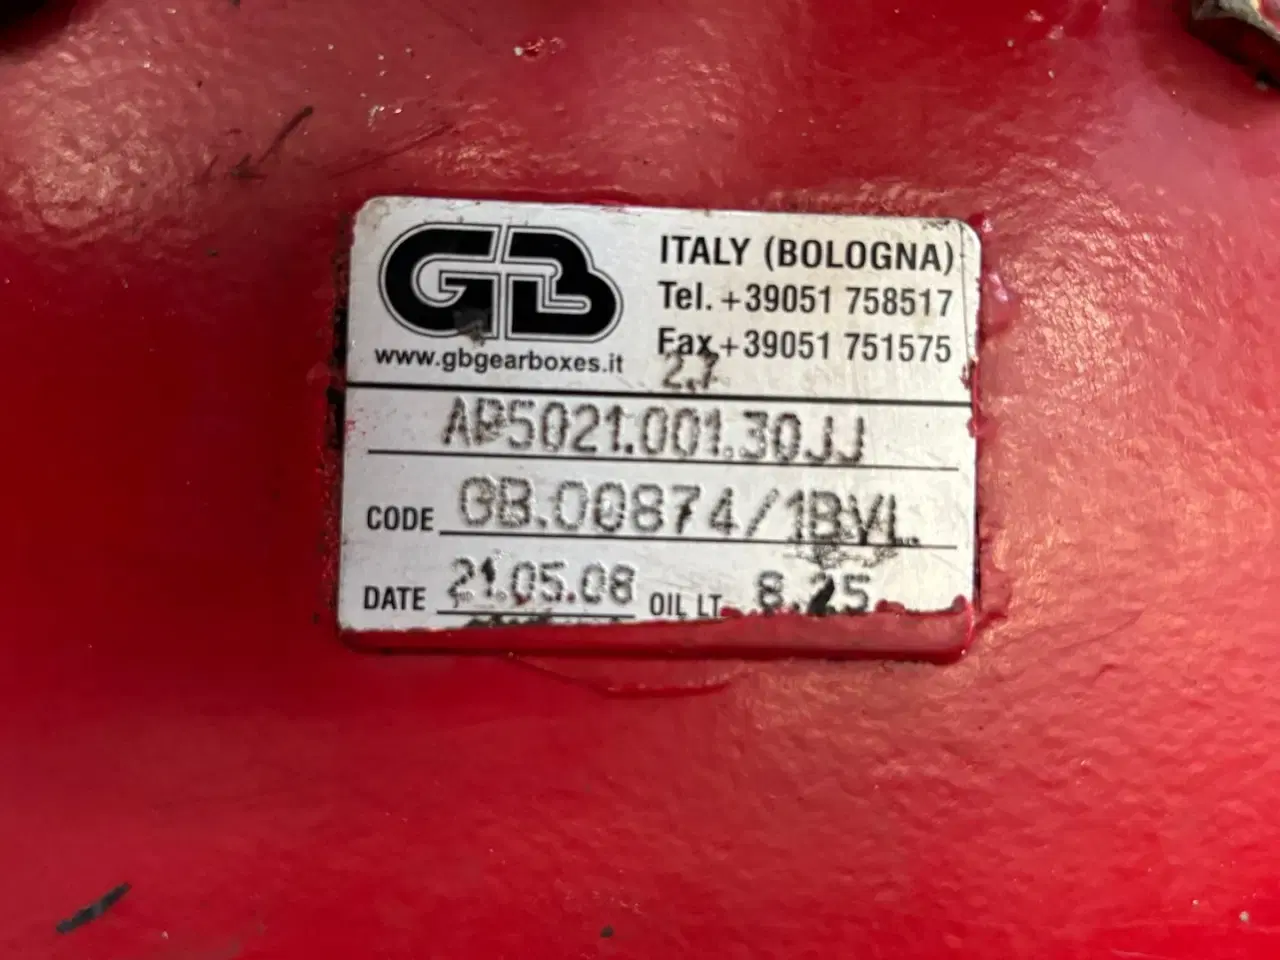 GB
ITALY (BOLOGNA)
Tel. +39051 758517
Fax +39051 751575
www.gbgearboxes.it
2,7
AP5021.001.30JJ
CODE GB.00874/1BVL
DATE 21.05.08 OIL LT. 8.25